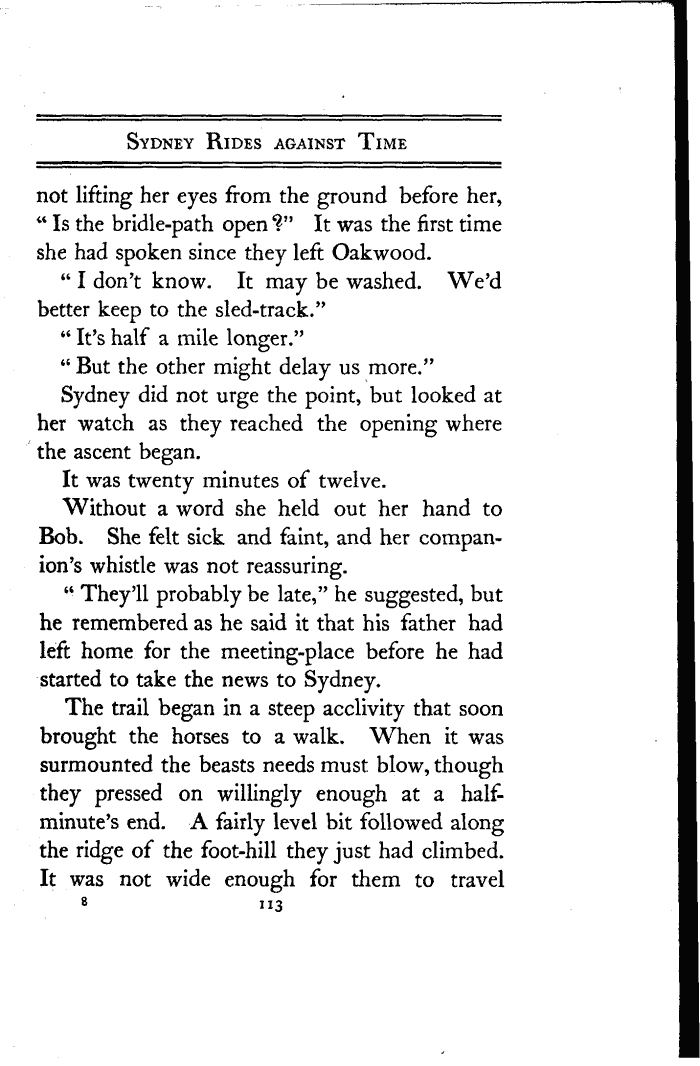 Sydney Rides against Time
not lifting her eyes from the ground before her,
“ Is the bridle-path open ?” It was the first time
she had spoken since they left Oakwood.
“ I don’t know. It may be washed. We’d
better keep to the sled-track.”
“ It’s half a mile longer.”
“ But the other might delay us more.”
Sydney did not urge the point, but looked at
her watch as they reached the opening where
the ascent began.
It was twenty minutes of twelve.
Without a word she held out her hand to
Bob. She felt sick and faint, and her compan-
ion’s whistle was not reassuring.
“ They’ll probably be late,” he suggested, but
he remembered as he said it that his father had
left home for the meeting-place before he had
started to take the news to Sydney.
The trail began in a steep acclivity that soon
brought the horses to a walk. When it was
surmounted the beasts needs must blow, though
they pressed on willingly enough at a half-
minute’s end. A fairly level bit followed along
the ridge of the foot-hill they just had climbed.
It was not wide enough for them to travel
8 113